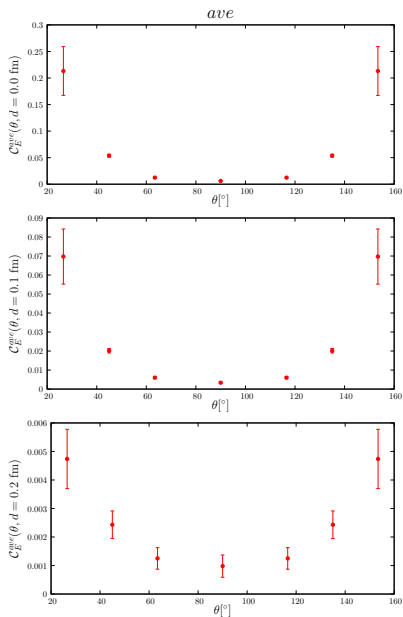 ave
0.3
0.25
0.2
0.15
0.1
0.05
0
20 40 60 80 100 120 140 160
θ[°]
C_E^{ave}(θ, d = 0.0 fm)
0.09
0.08
0.07
0.06
0.05
0.04
0.03
0.02
0.01
0
20 40 60 80 100 120 140 160
θ[°]
C_E^{ave}(θ, d = 0.1 fm)
0.006
0.005
0.004
0.003
0.002
0.001
0
20 40 60 80 100 120 140 160
θ[°]
C_E^{ave}(θ, d = 0.2 fm)